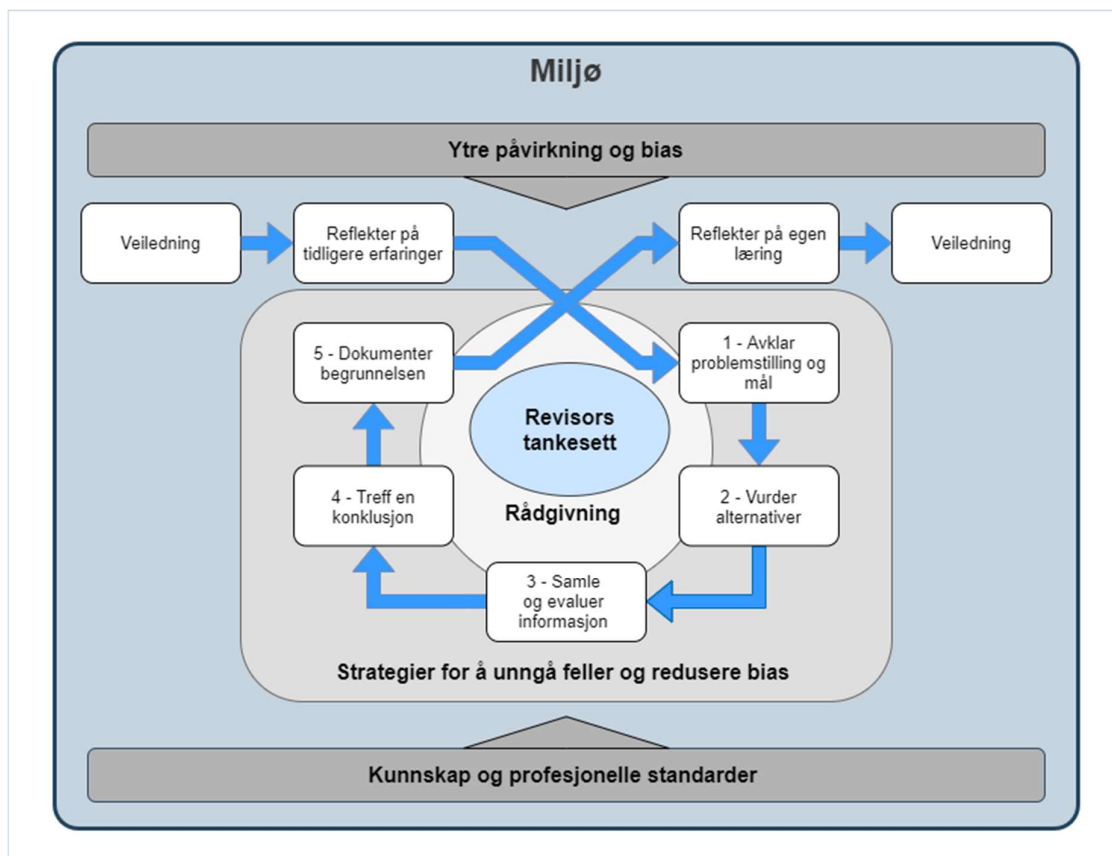 Miljø
Ytre påvirkning og bias
Veiledning
Reflekter på
tidligere erfaringer
Reflekter på egen
læring
Veiledning
5 - Dokumenter
begrunnelsen
1 - Avklar
problemstilling og
mål
Revisors
tankesett
4 - Treff en
konklusjon
Rådgivning
2 - Vurder
alternativer
3 - Samle
og evaluer
informasjon
Strategier for å unngå feller og redusere bias
Kunnskap og profesjonelle standarder